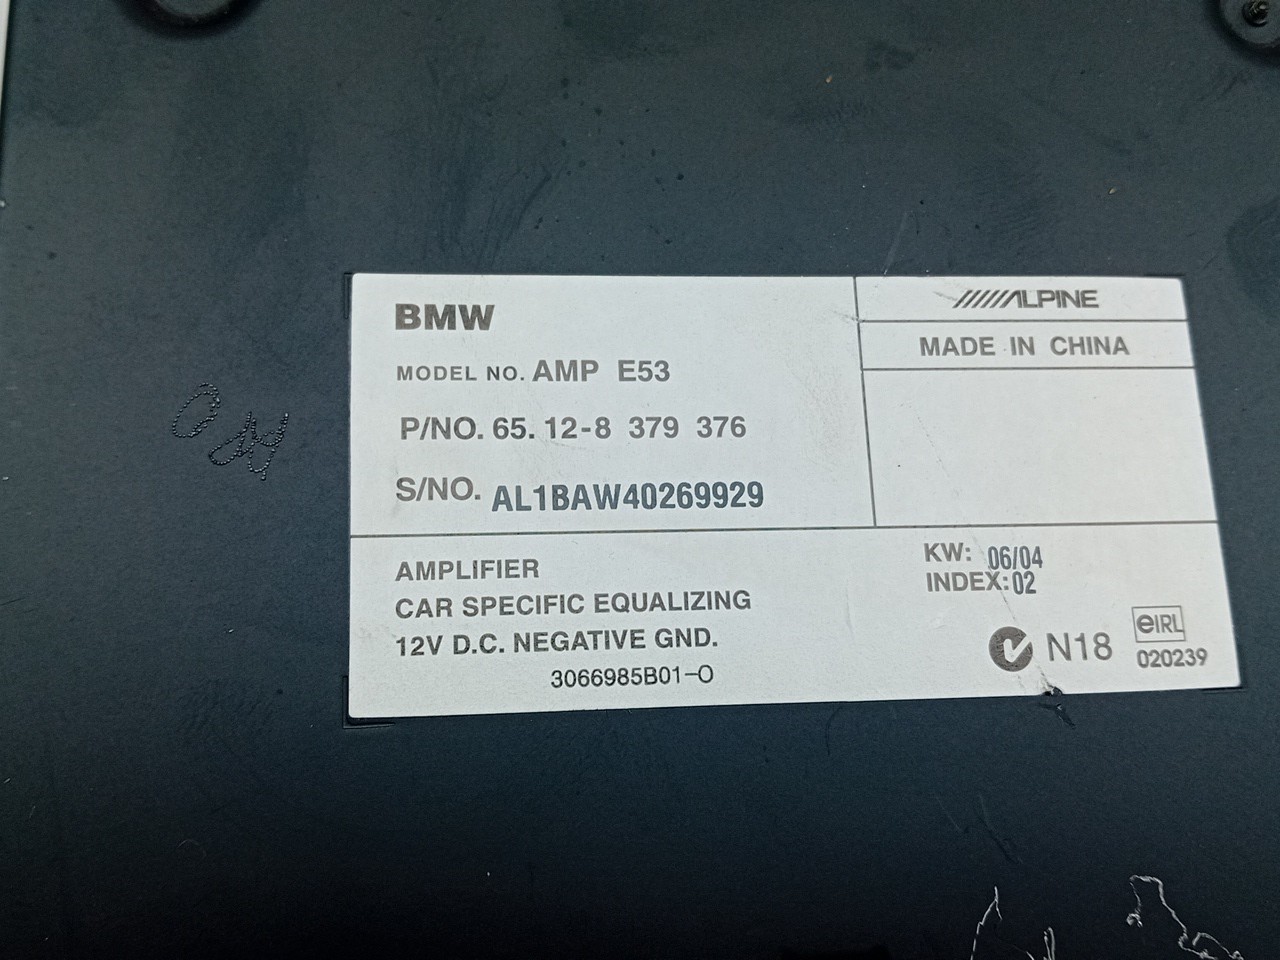 BMW
MODEL NO. AMP E53
P/NO. 65. 12-8 379 376
S/NO. AL1BAW40269929
ALPINE
MADE IN CHINA
AMPLIFIER
CAR SPECIFIC EQUALIZING
12V D.C. NEGATIVE GND.
3066985B01-O
KW: 06/04
INDEX: 02
N18
eIRL
020239